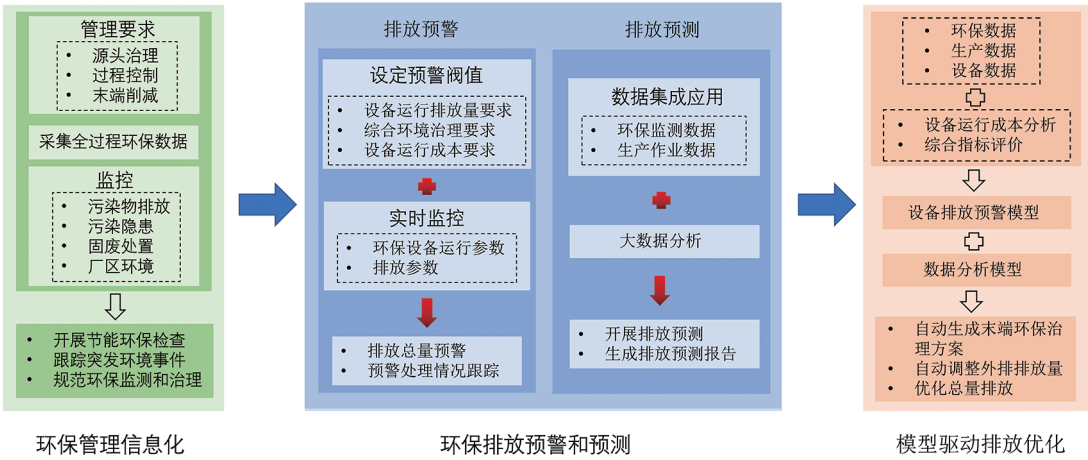 管理要求
• 源头治理
• 过程控制
• 末端削减
采集全过程环保数据
监控
• 污染物排放
• 污染隐患
• 固废处置
• 厂区环境
• 开展节能环保检查
• 跟踪突发环境事件
• 规范环保监测和治理
环保管理信息化
排放预警
设定预警阀值
• 设备运行排放量要求
• 综合环境治理要求
• 设备运行成本要求
实时监控
• 环保设备运行参数
• 排放参数
• 排放总量预警
• 预警处理情况跟踪
排放预测
数据集成应用
• 环保监测数据
• 生产作业数据
大数据分析
• 开展排放预测
• 生成排放预测报告
环保排放预警和预测
• 环保数据
• 生产数据
• 设备数据
• 设备运行成本分析
• 综合指标评价
设备排放预警模型
数据分析模型
• 自动生成末端环保治
理方案
• 自动调整外排排放量
• 优化总量排放
模型驱动排放优化